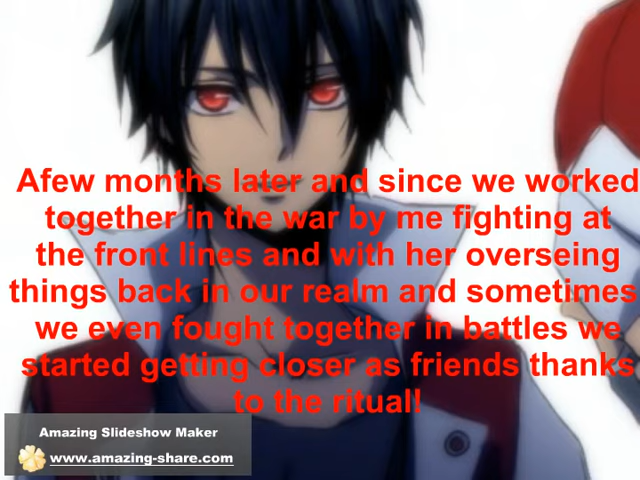 Afew months later and since we worked
together in the war by me fighting at
the front lines and with her overseeing
things back in our realm and sometimes
we even fought together in battles we
started getting closer as friends thanks
to the ritual!
Amazing Slideshow Maker
www.amazing-share.com